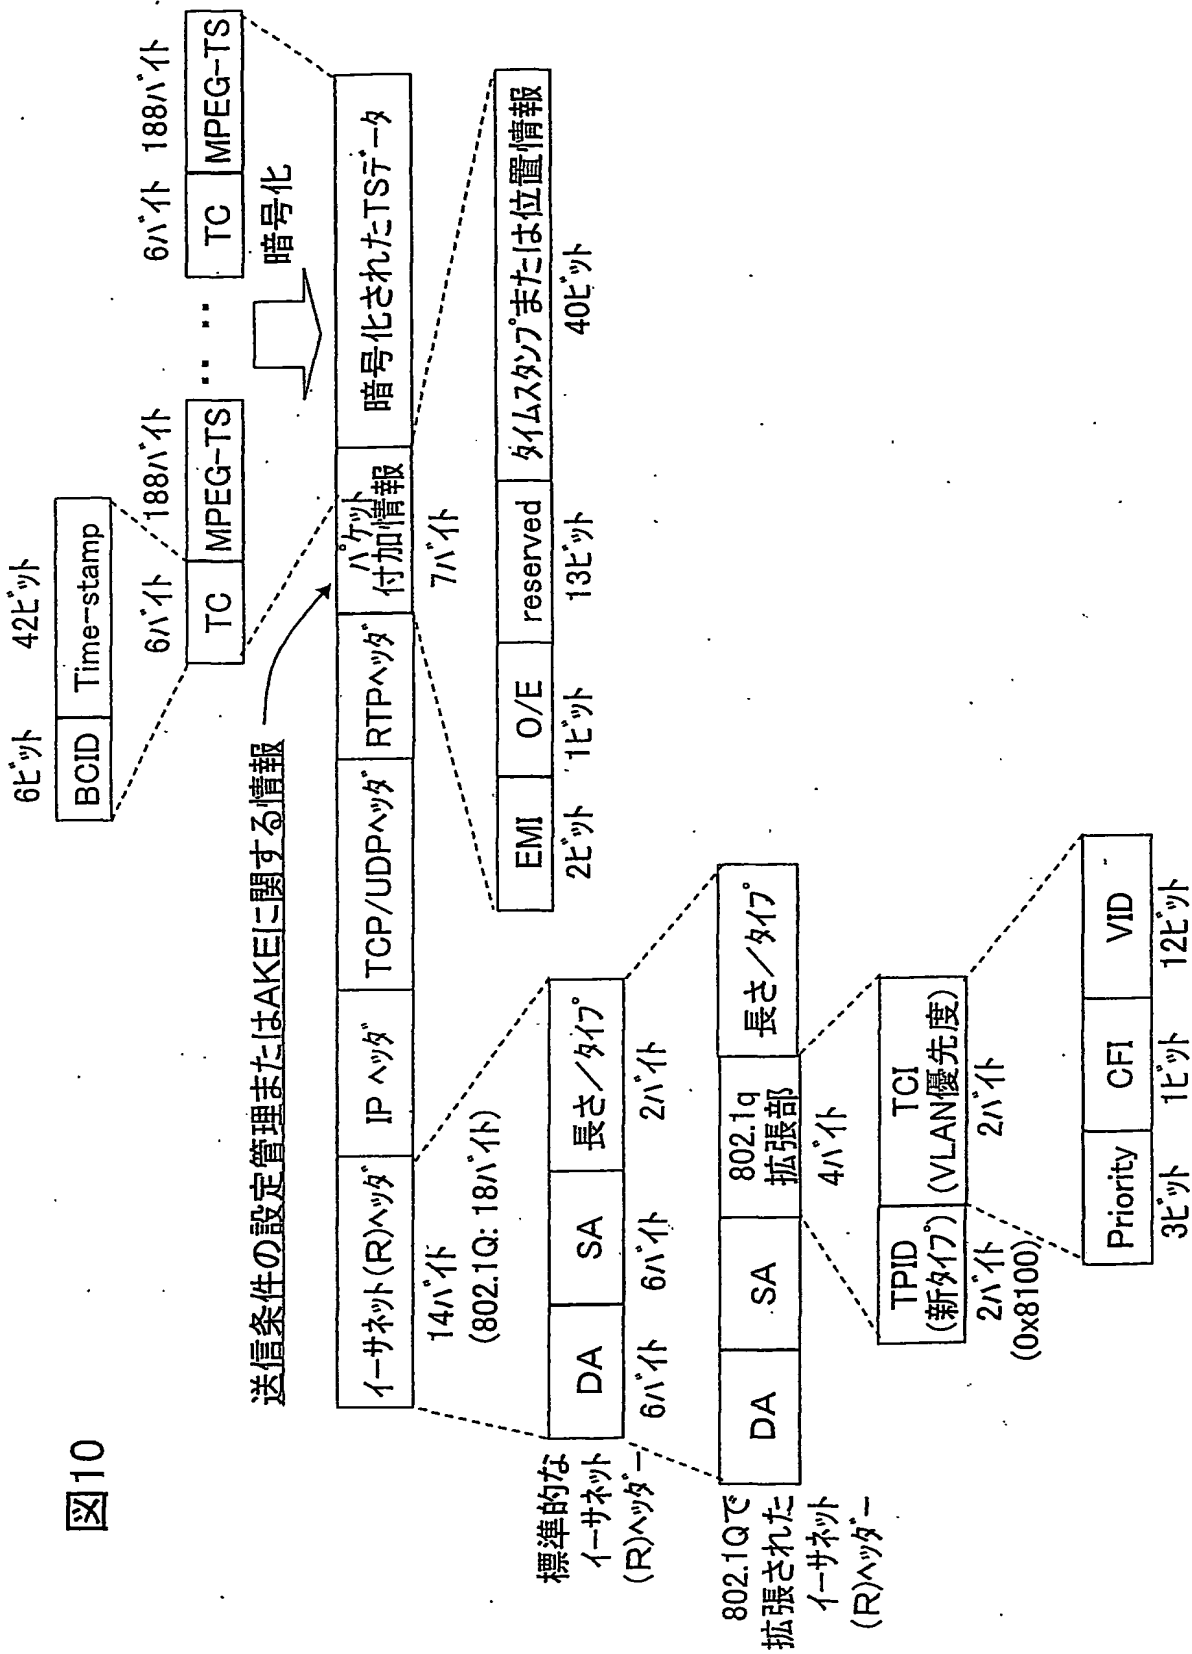 図10
6ビット 42ビット
BCID Time-stamp
6バイト 188バイト 6バイト 188バイト
TC MPEG-TS ‥ ‥ TC MPEG-TS
暗号化
送信条件の設定管理またはAKEに関する情報
イーサネット(R)ヘッダ IP ヘッダ TCP/UDPヘッダ RTPヘッダ パケット付加情報 暗号化されたTSデータ
14バイト
(802.1Q: 18バイト)
7バイト
EMI O/E reserved タイムスタンプまたは位置情報
2ビット 1ビット 13ビット 40ビット
標準的な
イーサネット
(R)ヘッダー
DA SA 長さ/タイプ
6バイト 6バイト 2バイト
802.1Qで
拡張された
イーサネット
(R)ヘッダー
DA SA 802.1q拡張部 長さ/タイプ
4バイト
TPID TCI
(新タイプ) (VLAN優先度)
2バイト 2バイト
(0x8100)
Priority CFI VID
3ビット 1ビット 12ビット